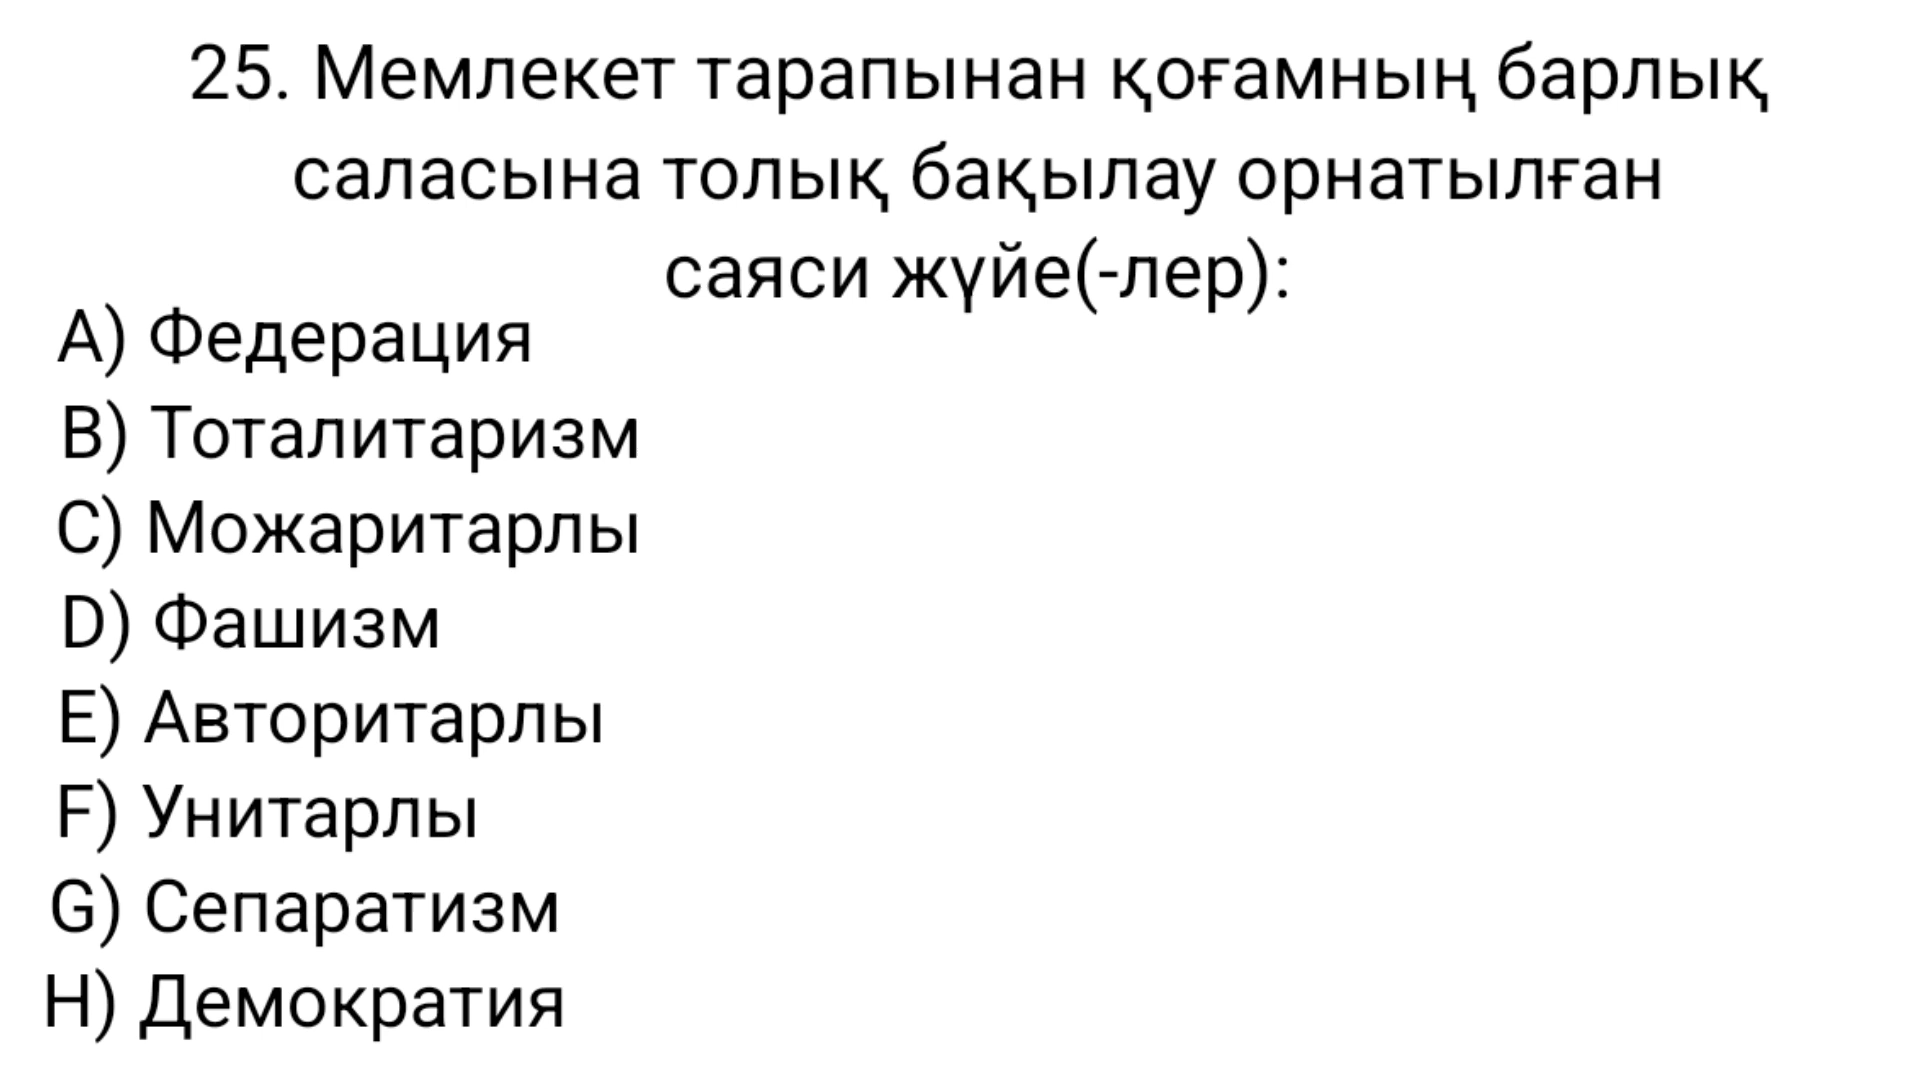 25. Мемлекет тарапынан қоғамның барлық
саласына толық бақылау орнатылған
саяси жүйе(-лер):
A) Федерация
B) Тоталитаризм
C) Можаритарлы
D) Фашизм
E) Авторитарлы
F) Унитарлы
G) Сепаратизм
H) Демократия